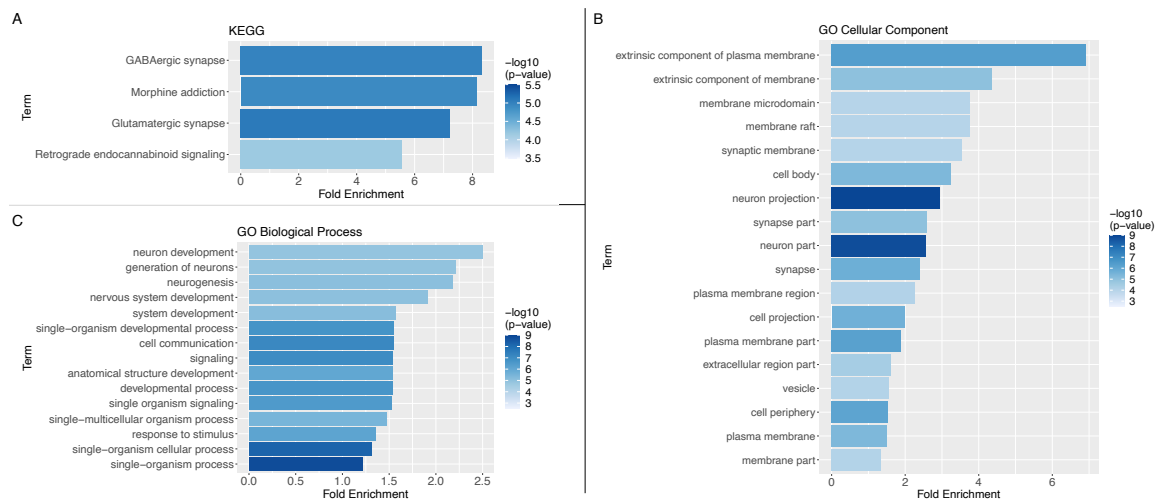 A
KEGG
GABAergic synapse
Morphine addiction
Glutamatergic synapse
Retrograde endocannabinoid signaling
Term
0 2 4 6 8
Fold Enrichment
−log10
(p−value)
5.5
5.0
4.5
4.0
3.5
B
GO Cellular Component
extrinsic component of plasma membrane
extrinsic component of membrane
membrane microdomain
membrane raft
synaptic membrane
cell body
neuron projection
synapse part
neuron part
synapse
plasma membrane region
cell projection
plasma membrane part
extracellular region part
vesicle
cell periphery
plasma membrane
membrane part
Term
0 2 4 6
Fold Enrichment
−log10
(p−value)
9
8
7
6
5
4
3
C
GO Biological Process
neuron development
generation of neurons
neurogenesis
nervous system development
system development
single−organism developmental process
cell communication
signaling
anatomical structure development
developmental process
single organism signaling
single−multicellular organism process
response to stimulus
single−organism cellular process
single−organism process
Term
0.0 0.5 1.0 1.5 2.0 2.5
Fold Enrichment
−log10
(p−value)
9
8
7
6
5
4
3